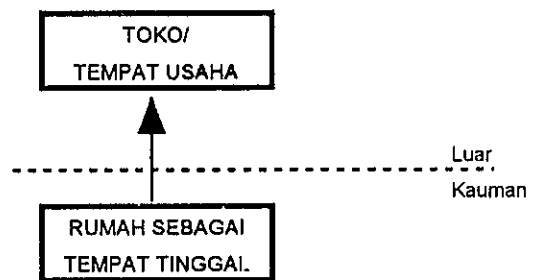 TOKO/
TEMPAT USAHA
Luar
Kauman
RUMAH SEBAGAI
TEMPAT TINGGAL